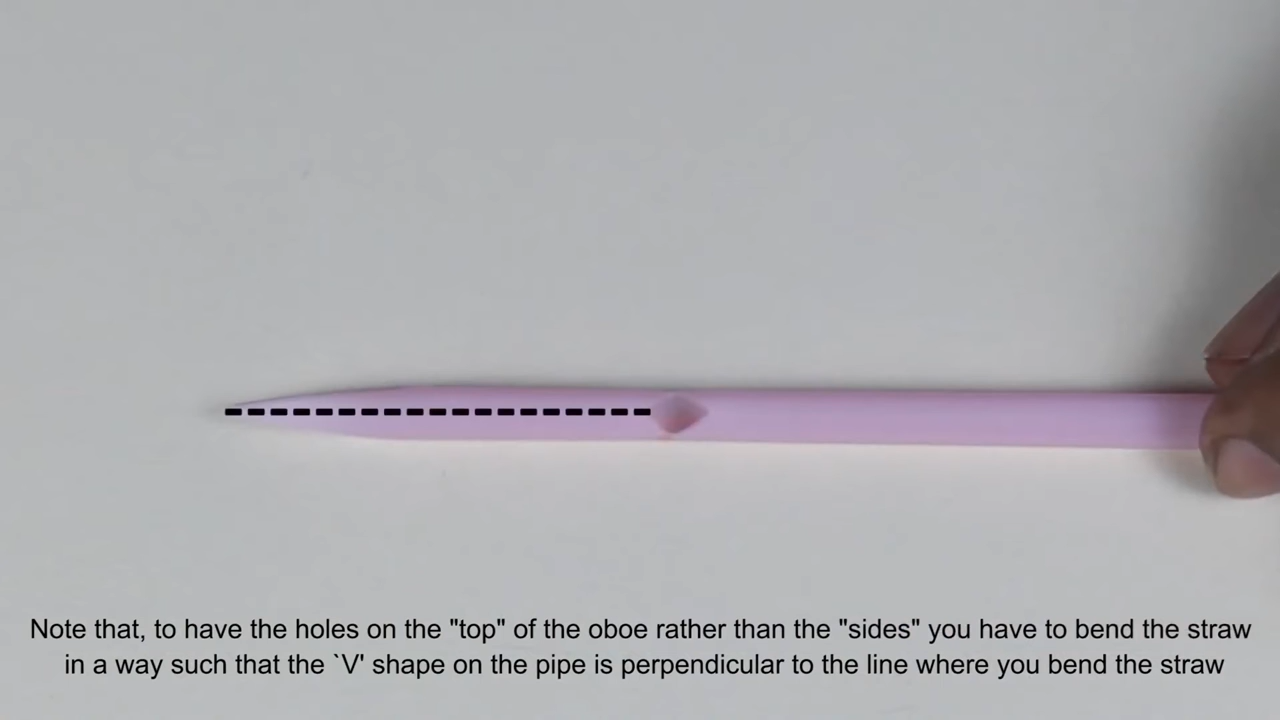 Note that, to have the holes on the "top" of the oboe rather than the "sides" you have to bend the straw
in a way such that the `V' shape on the pipe is perpendicular to the line where you bend the straw